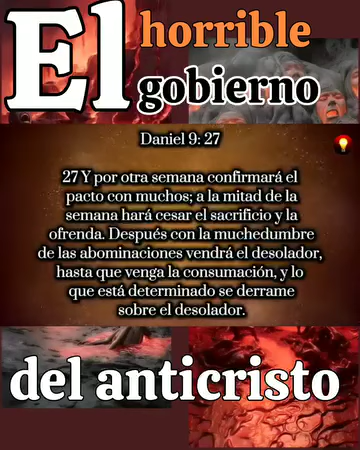 El horrible
gobierno
Daniel 9: 27
27 Y por otra semana confirmará el
pacto con muchos; a la mitad de la
semana hará cesar el sacrificio y la
ofrenda. Después con la muchedumbre
de las abominaciones vendrá el desolador,
hasta que venga la consumación, y lo
que está determinado se derrame
sobre el desolador.
del anticristo